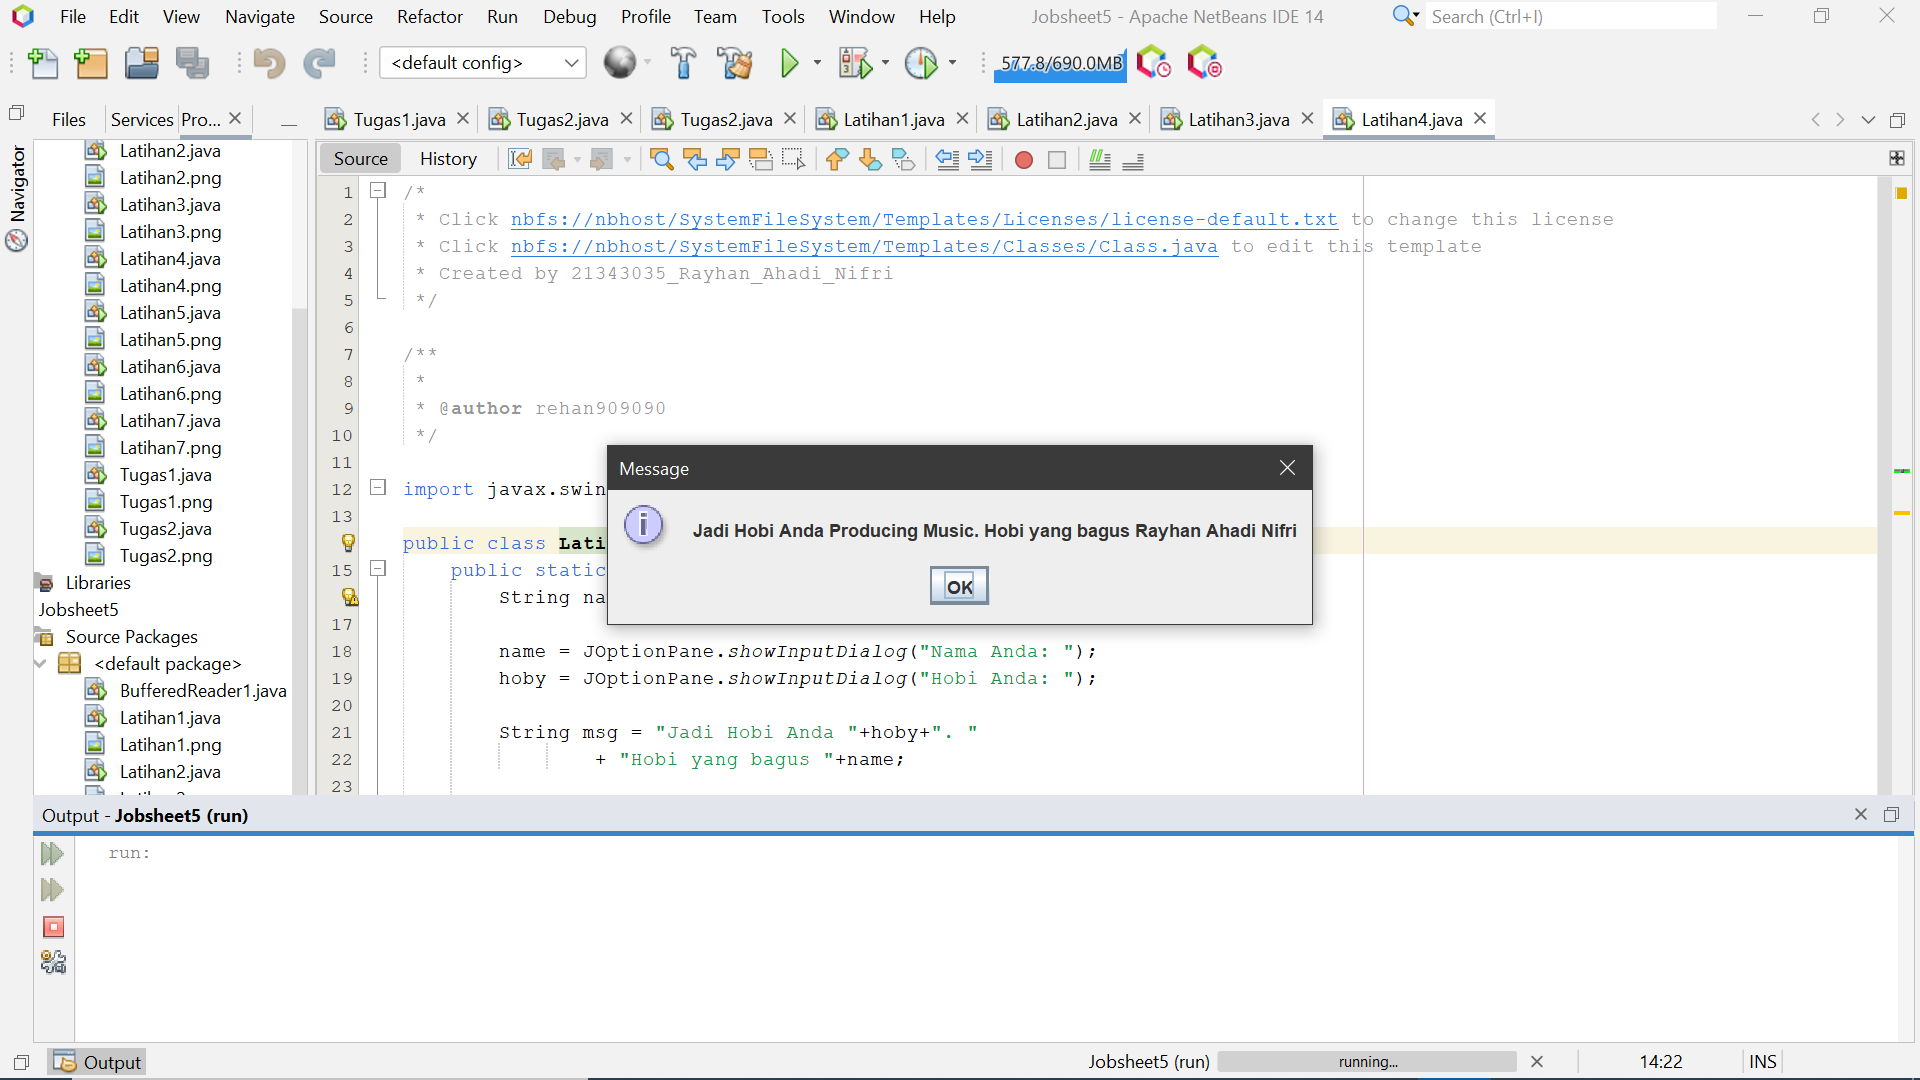 File Edit View Navigate Source Refactor Run Debug Profile Team Tools Window Help
Jobsheet5 - Apache NetBeans IDE 14
Search (Ctrl+I)
<default config>
577.8/690.0MB
Files Services Pro...
Tugas1.java Tugas2.java Tugas2.java Latihan1.java Latihan2.java Latihan3.java Latihan4.java
Navigator
Source History
Latihan2.java
Latihan2.png
Latihan3.java
Latihan3.png
Latihan4.java
Latihan4.png
Latihan5.java
Latihan5.png
Latihan6.java
Latihan6.png
Latihan7.java
Latihan7.png
Tugas1.java
Tugas1.png
Tugas2.java
Tugas2.png
Libraries
Jobsheet5
Source Packages
<default package>
BufferedReader1.java
Latihan1.java
Latihan1.png
Latihan2.java
1 /*
2 * Click nbfs://nbhost/SystemFileSystem/Templates/Licenses/license-default.txt to change this license
3 * Click nbfs://nbhost/SystemFileSystem/Templates/Classes/Class.java to edit this template
4 * Created by 21343035_Rayhan_Ahadi_Nifri
5 */
6
7 /**
8 *
9 * @author rehan909090
10 */
11
12 import javax.swin
13
public class Lati
15 public static
String na
17
18 name = JOptionPane.showInputDialog("Nama Anda: ");
19 hoby = JOptionPane.showInputDialog("Hobi Anda: ");
20
21 String msg = "Jadi Hobi Anda "+hoby+". "
22 + "Hobi yang bagus "+name;
23
Message
Jadi Hobi Anda Producing Music. Hobi yang bagus Rayhan Ahadi Nifri
OK
Output - Jobsheet5 (run)
run:
Output
Jobsheet5 (run) running... 14:22 INS